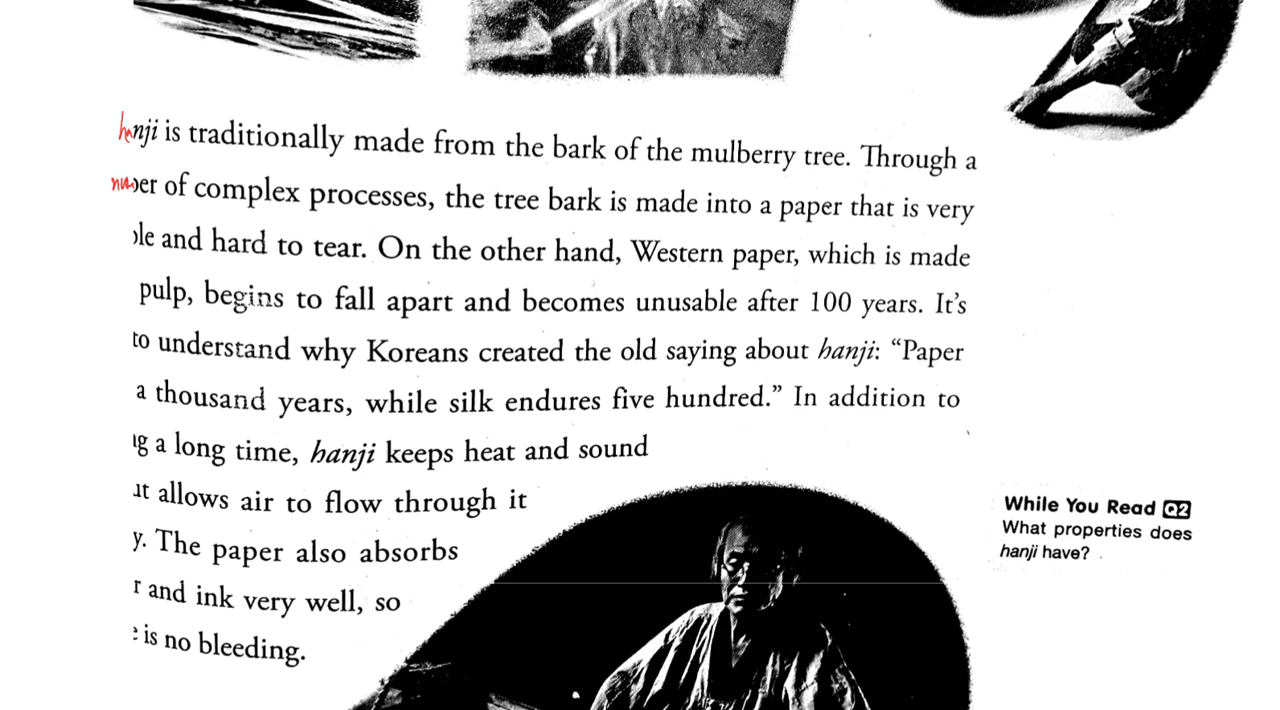 hanji is traditionally made from the bark of the mulberry tree. Through a
of complex processes, the tree bark is made into a paper that is very
and hard to tear. On the other hand, Western paper, which is made
pulp, begins to fall apart and becomes unusable after 100 years. It's
to understand why Koreans created the old saying about hanji: “Paper
a thousand years, while silk endures five hundred.” In addition to
a long time, hanji keeps heat and sound
allows air to flow through it
The paper also absorbs
and ink very well, so
is no bleeding.
While You Read Q2
What properties does
hanji have?